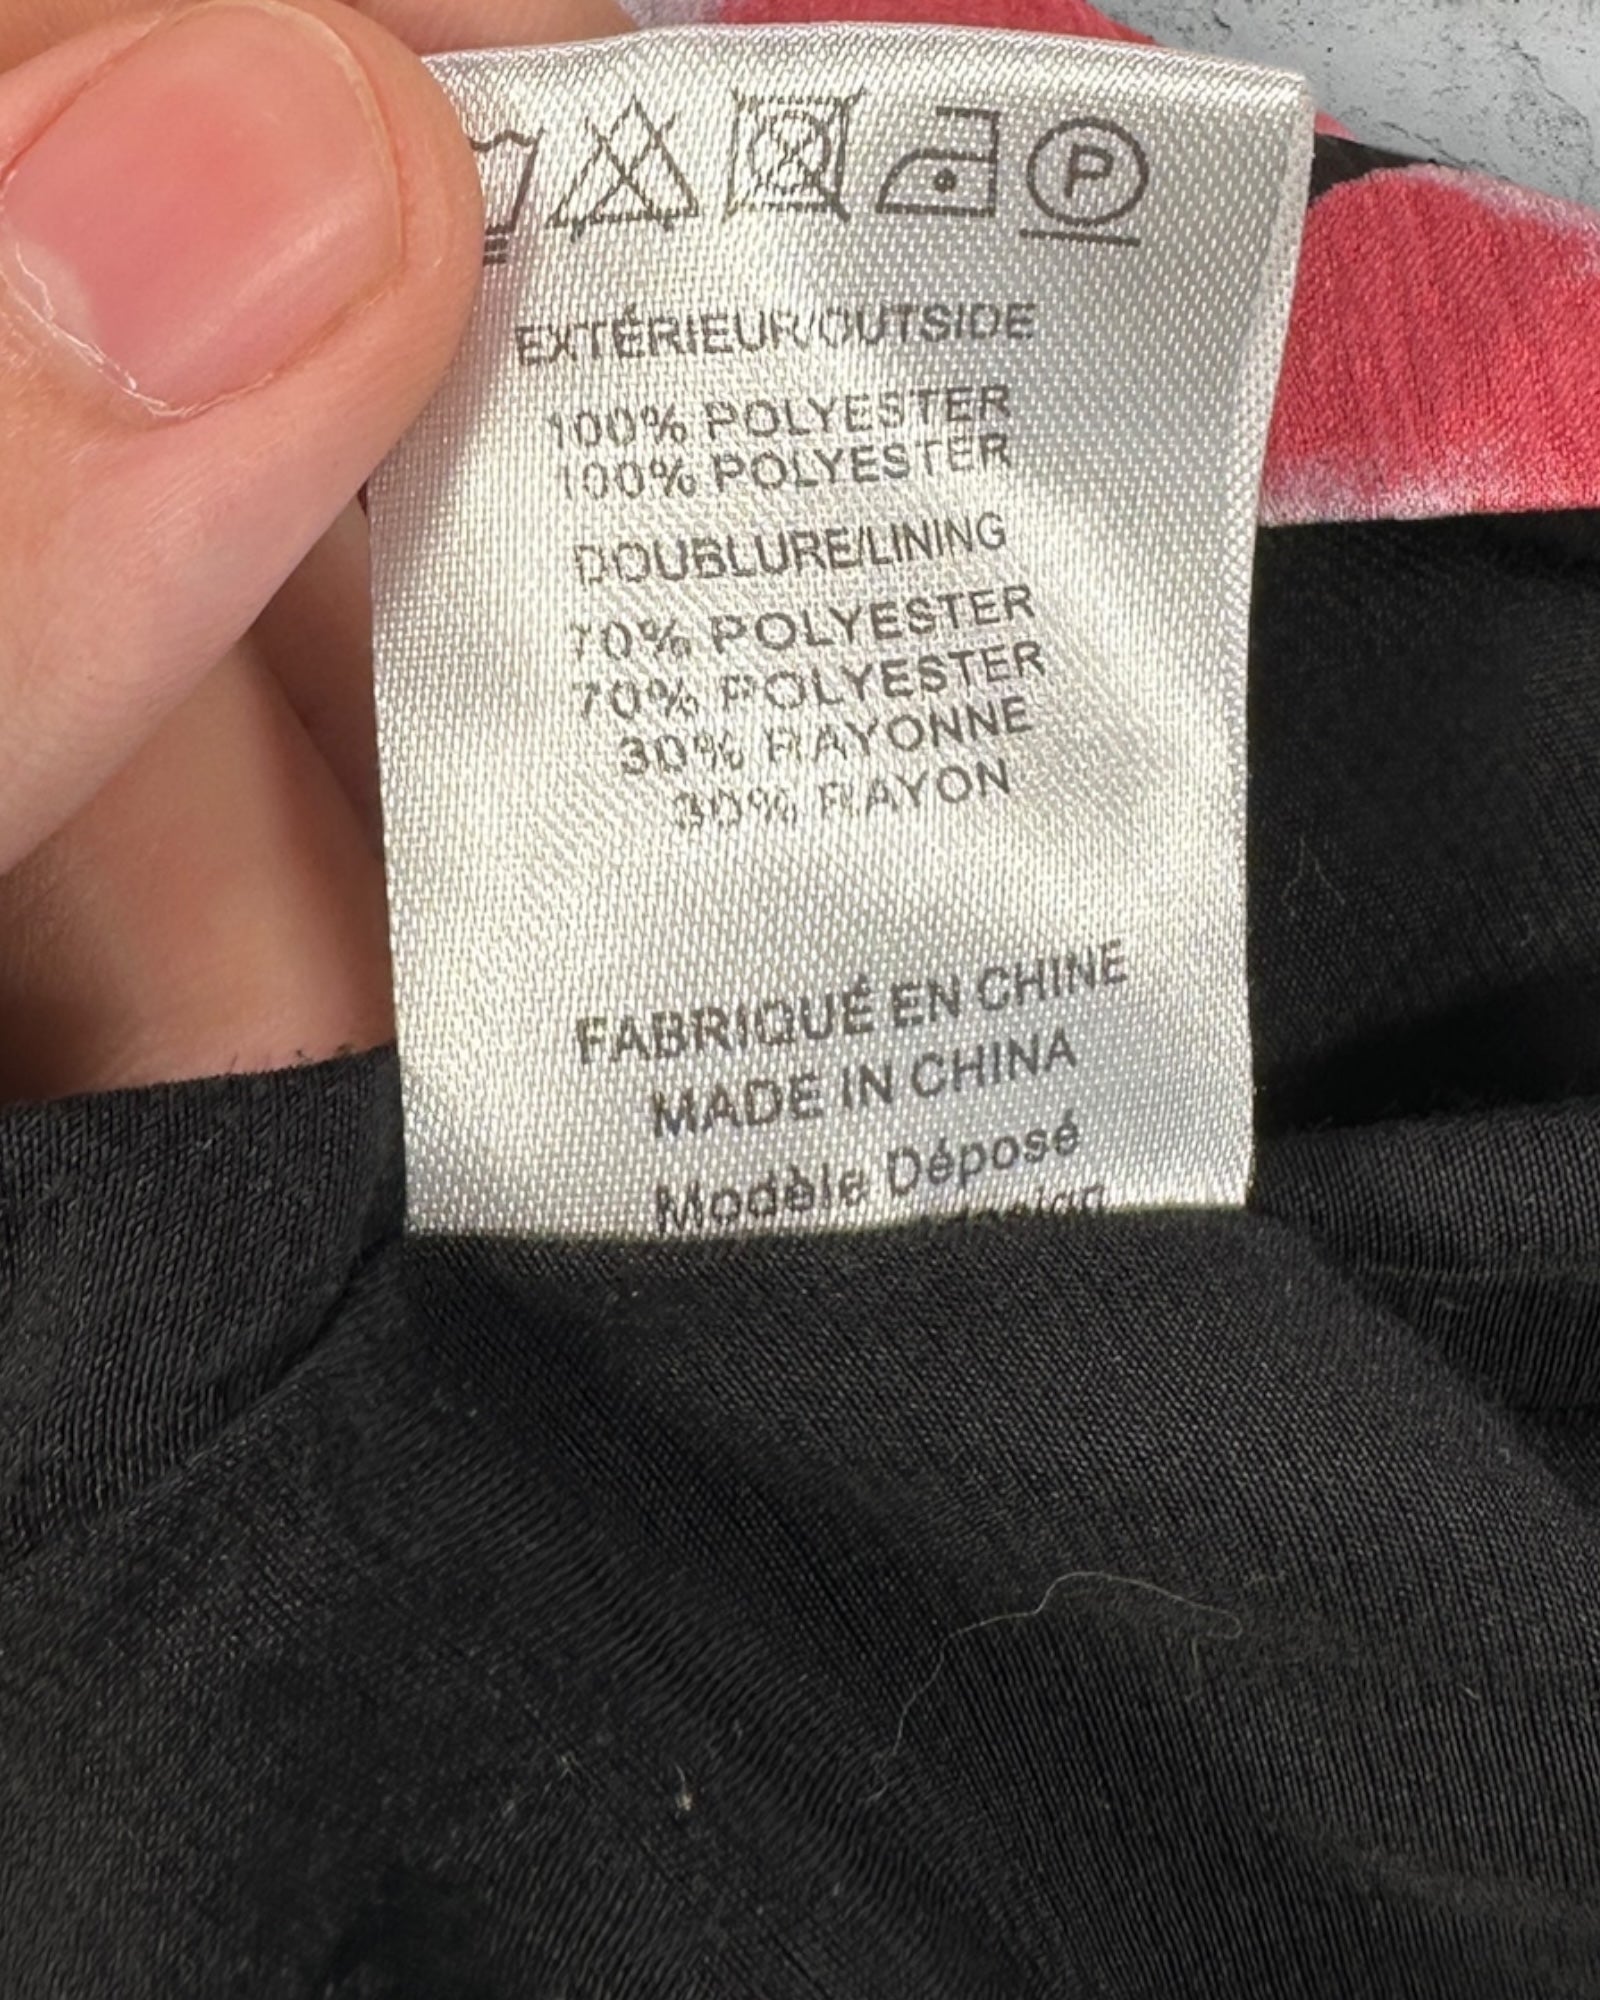 P
EXTÉRIEUR/OUTSIDE
100% POLYESTER
100% POLYESTER
DOUBLURE/LINING
70% POLYESTER
70% POLYESTER
30% RAYONNE
30% RAYON
FABRIQUÉ EN CHINE
MADE IN CHINA
Modèle Déposé